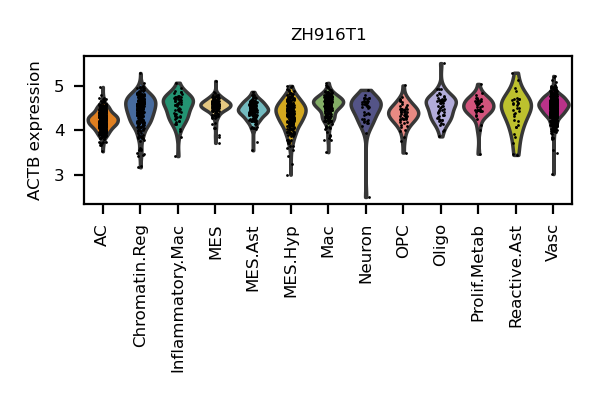 ZH916T1
ACTB expression
5
4
3
AC
Chromatin.Reg
Inflammatory.Mac
MES
MES.Ast
MES.Hyp
Mac
Neuron
OPC
Oligo
Prolif.Metab
Reactive.Ast
Vasc